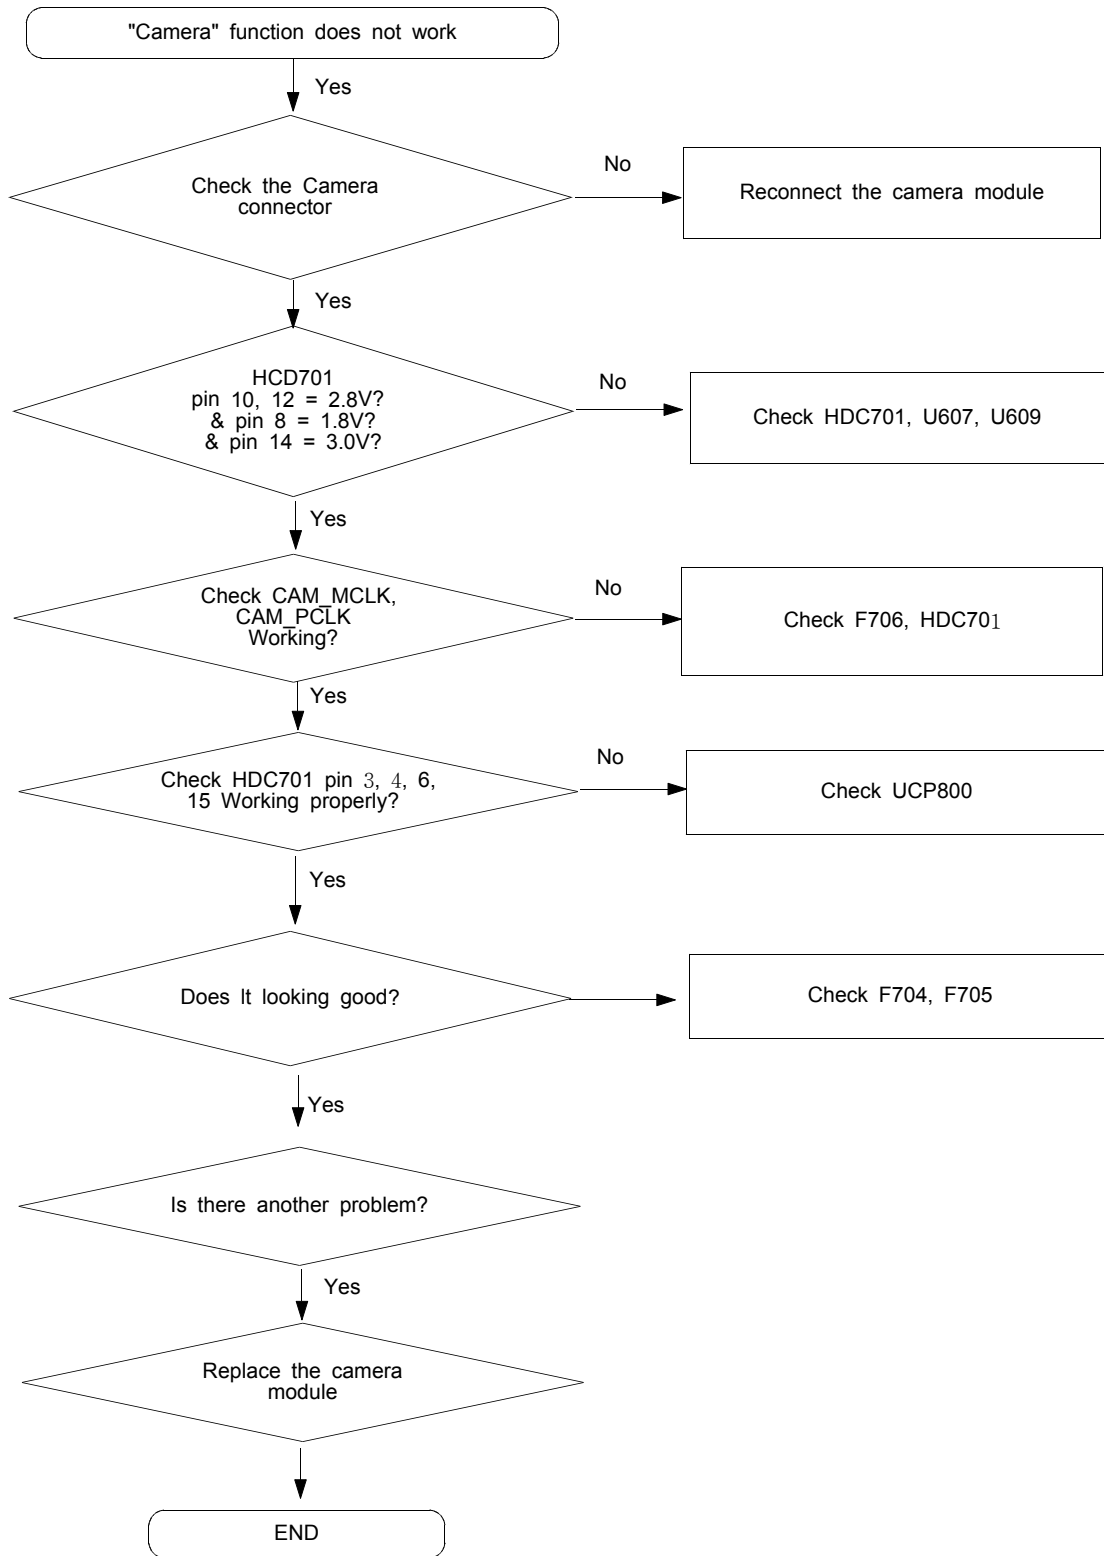 "Camera" function does not work
Yes
Check the Camera
connector
No
Reconnect the camera module
Yes
HCD701
pin 10, 12 = 2.8V?
& pin 8 = 1.8V?
& pin 14 = 3.0V?
No
Check HDC701, U607, U609
Yes
Check CAM_MCLK,
CAM_PCLK
Working?
No
Check F706, HDC701
Yes
Check HDC701 pin 3, 4, 6,
15 Working properly?
No
Check UCP800
Yes
Does It looking good?
Check F704, F705
Yes
Is there another problem?
Yes
Replace the camera
module
END